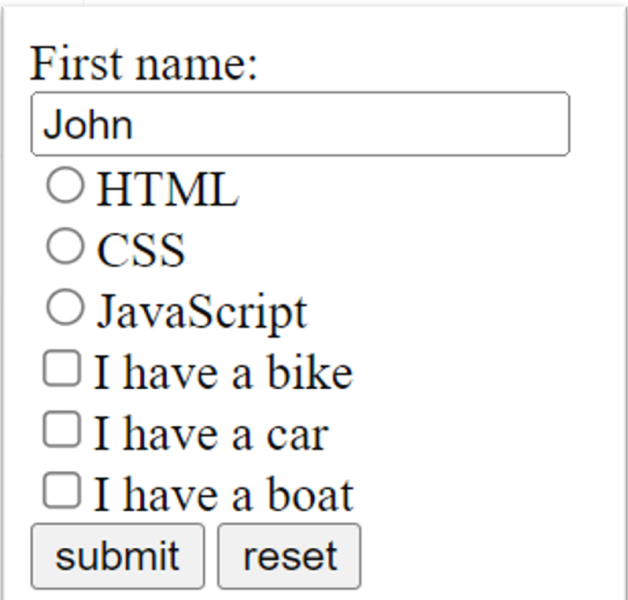 First name:
John
HTML
CSS
JavaScript
I have a bike
I have a car
I have a boat
submit reset